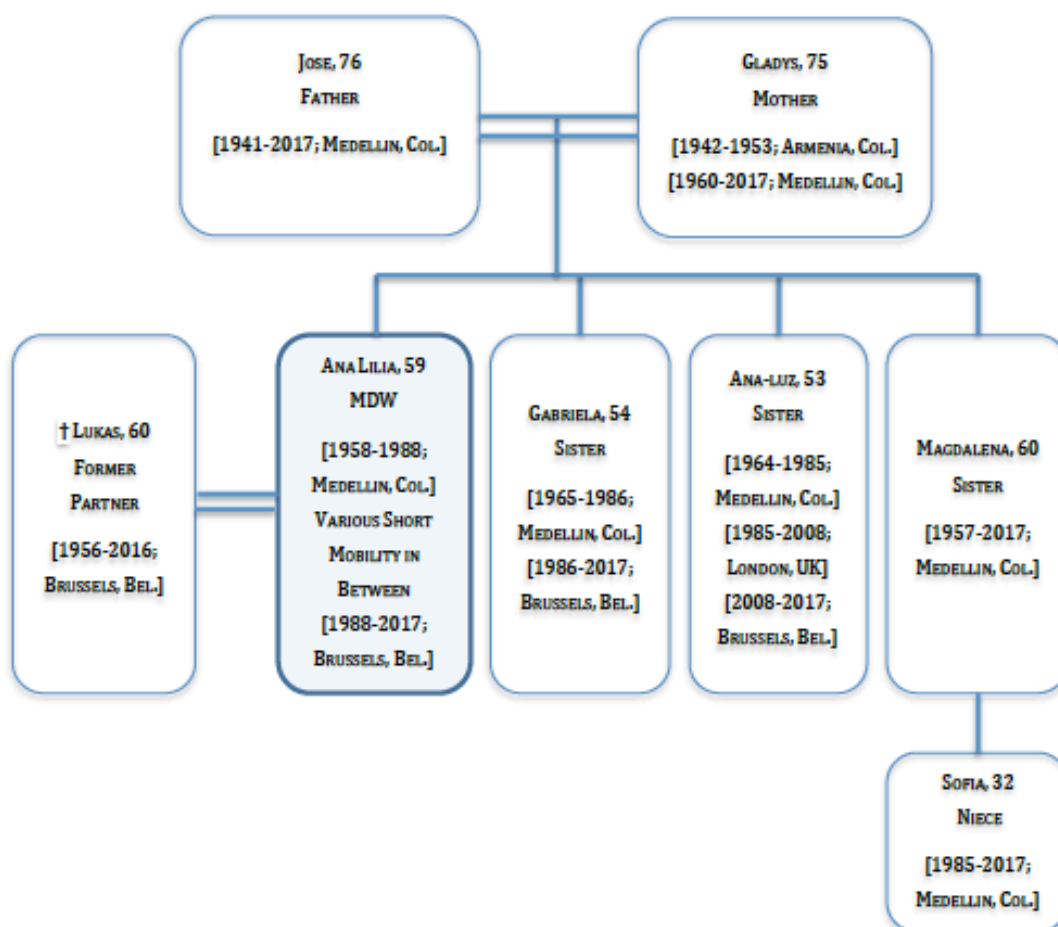 Jose, 76
Father
[1941-2017; Medellin, Col.]
Gladys, 75
Mother
[1942-1953; Armenia, Col.]
[1960-2017; Medellin, Col.]
† Lukas, 60
Former
Partner
[1956-2016;
Brussels, Bel.]
Ana Lilia, 59
MDW
[1958-1988;
Medellin, Col.]
Various Short
Mobility in
Between
[1988-2017;
Brussels, Bel.]
Gabriela, 54
Sister
[1965-1986;
Medellin, Col.]
[1986-2017;
Brussels, Bel.]
Ana-luz, 53
Sister
[1964-1985;
Medellin, Col.]
[1985-2008;
London, UK]
[2008-2017;
Brussels, Bel.]
Magdalena, 60
Sister
[1957-2017;
Medellin, Col.]
Sofia, 32
Niece
[1985-2017;
Medellin, Col.]